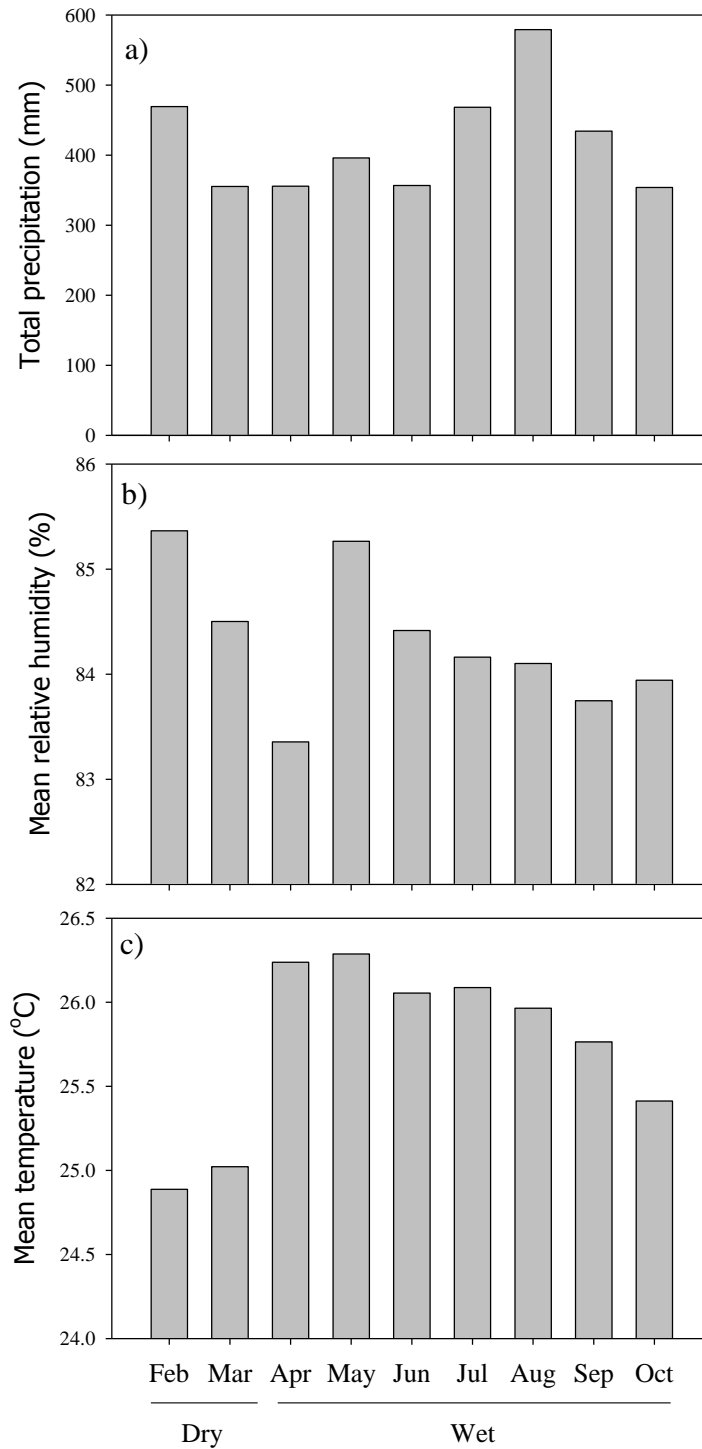 a)
Total precipitation (mm)
600
500
400
300
200
100
0
b)
Mean relative humidity (%)
86
85
84
83
82
c)
Mean temperature (°C)
26.5
26.0
25.5
25.0
24.5
24.0
Feb Mar Apr May Jun Jul Aug Sep Oct
Dry Wet